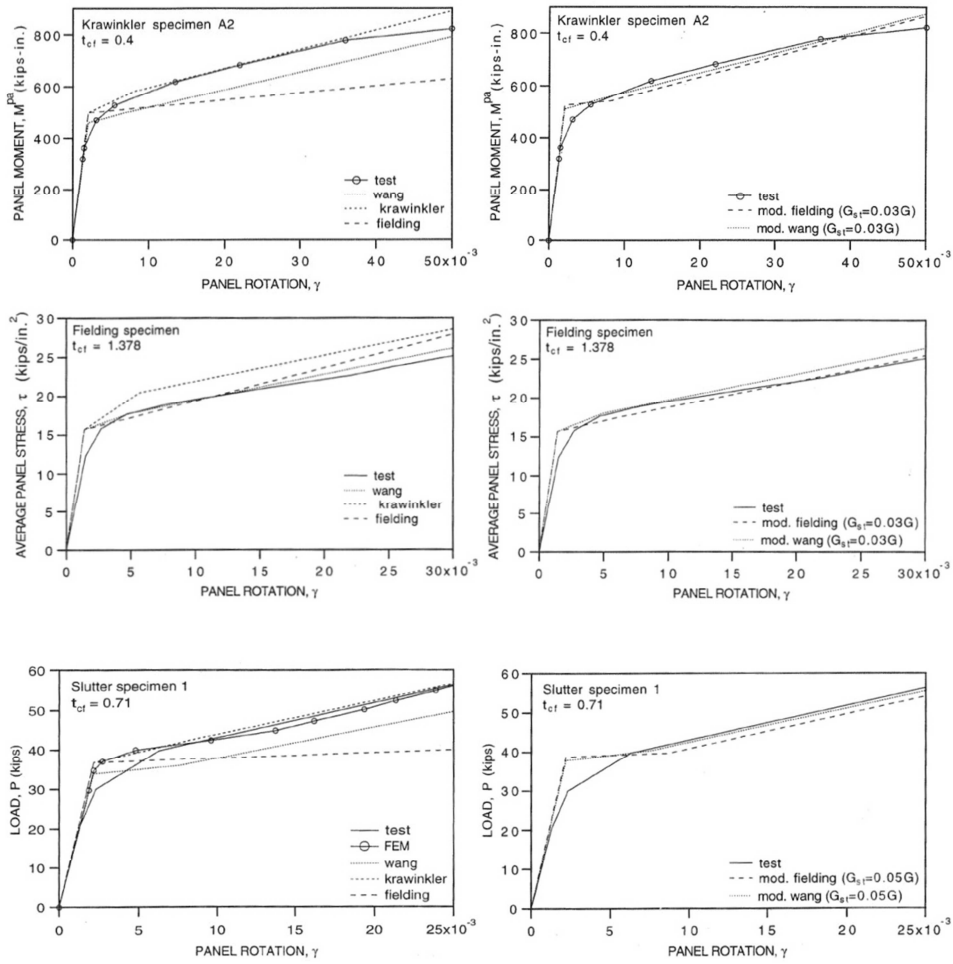 Krawinkler specimen A2
t_cf = 0.4
PANEL MOMENT, M^pa (kips-in.)
800
600
400
200
0
test
wang
krawinkler
fielding
0 10 20 30 40 50x10^-3
PANEL ROTATION, γ
Krawinkler specimen A2
t_cf = 0.4
PANEL MOMENT, M^pa (kips-in.)
800
600
400
200
0
test
mod. fielding (G_st=0.03G)
mod. wang (G_st=0.03G)
0 10 20 30 40 50x10^-3
PANEL ROTATION, γ
Fielding specimen
t_cf = 1.378
AVERAGE PANEL STRESS, τ (kips/in.^2)
30
25
20
15
10
5
0
test
wang
krawinkler
fielding
0 5 10 15 20 25 30x10^-3
PANEL ROTATION, γ
Fielding specimen
t_cf = 1.378
AVERAGE PANEL STRESS, τ (kips/in.^2)
30
25
20
15
10
5
0
test
mod. fielding (G_st=0.03G)
mod. wang (G_st=0.03G)
0 5 10 15 20 25 30x10^-3
PANEL ROTATION, γ
Slutter specimen 1
t_cf = 0.71
LOAD, P (kips)
60
50
40
30
20
10
0
test
FEM
wang
krawinkler
fielding
0 5 10 15 20 25x10^-3
PANEL ROTATION, γ
Slutter specimen 1
t_cf = 0.71
LOAD, P (kips)
60
50
40
30
20
10
0
test
mod. fielding (G_st=0.05G)
mod. wang (G_st=0.05G)
0 5 10 15 20 25x10^-3
PANEL ROTATION, γ